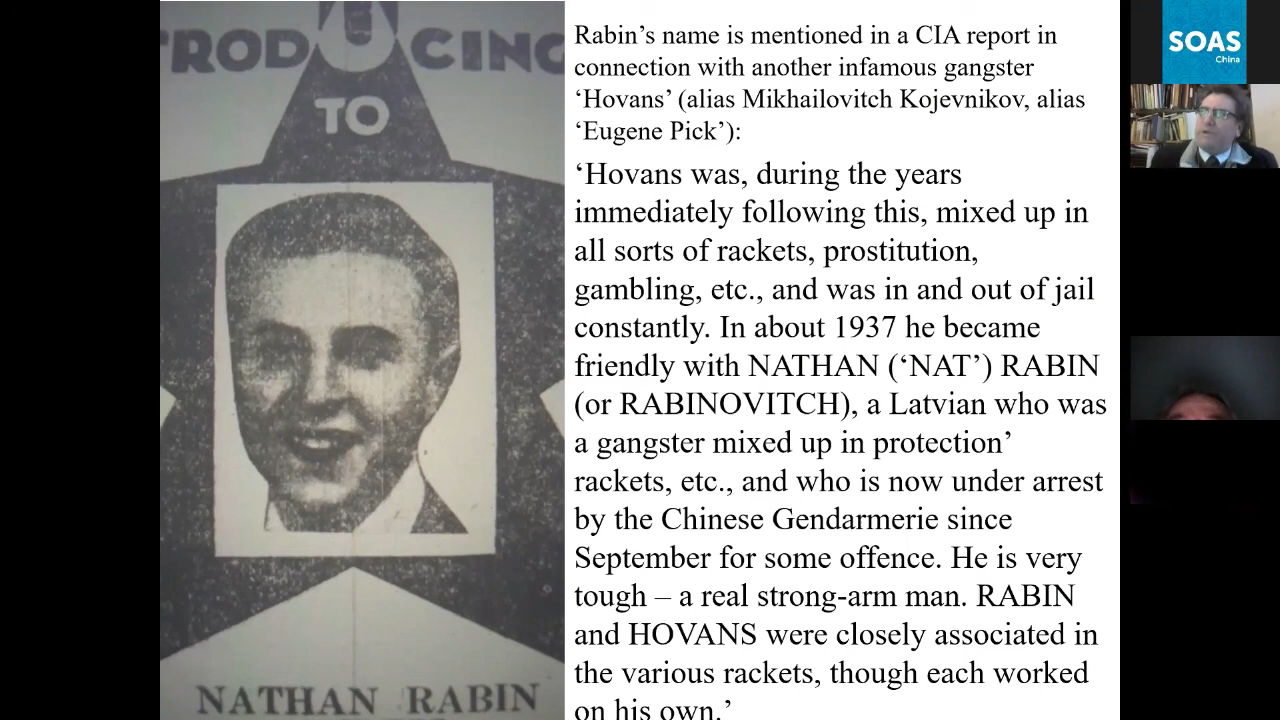 TRODUCING
TO
NATHAN RABIN
Rabin’s name is mentioned in a CIA report in
connection with another infamous gangster
‘Hovans’ (alias Mikhailovitch Kojevnikov, alias
‘Eugene Pick’):
‘Hovans was, during the years
immediately following this, mixed up in
all sorts of rackets, prostitution,
gambling, etc., and was in and out of jail
constantly. In about 1937 he became
friendly with NATHAN (‘NAT’) RABIN
(or RABINOVITCH), a Latvian who was
a gangster mixed up in protection’
rackets, etc., and who is now under arrest
by the Chinese Gendarmerie since
September for some offence. He is very
tough – a real strong-arm man. RABIN
and HOVANS were closely associated in
the various rackets, though each worked
on his own.’
SOAS
China